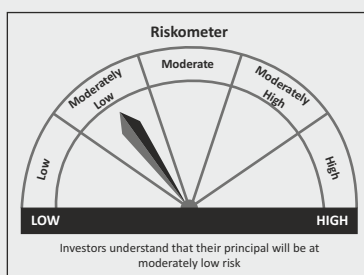 Riskometer
Low
Moderately
Low
Moderate
Moderately
High
High
LOW
HIGH
Investors understand that their principal will be at
moderately low risk